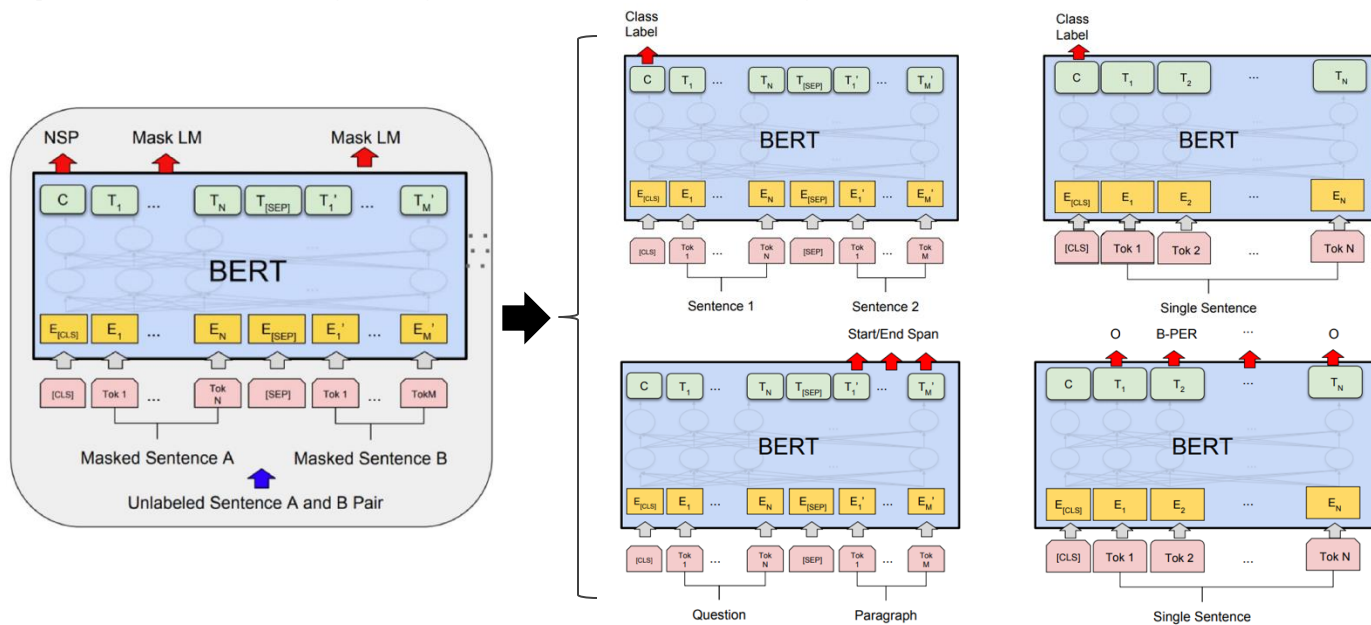 NSP Mask LM Mask LM
C T1 ... TN T[SEP] T1' ... TM'
...
BERT
...
E[CLS] E1 ... EN E[SEP] E1' ... EM'
[CLS] Tok 1 ... Tok N [SEP] Tok 1 ... TokM
Masked Sentence A Masked Sentence B
Unlabeled Sentence A and B Pair
Class
Label
C T1 ... TN T[SEP] T1' ... TM'
...
BERT
...
E[CLS] E1 ... EN E[SEP] E1' ... EM'
[CLS] Tok 1 ... Tok N [SEP] Tok 1 ... Tok M
Sentence 1 Sentence 2
Class
Label
C T1 T2 ... TN
...
BERT
...
E[CLS] E1 E2 ... EN
[CLS] Tok 1 Tok 2 ... Tok N
Single Sentence
Start/End Span
C T1 ... TN T[SEP] T1' ... TM'
...
BERT
...
E[CLS] E1 ... EN E[SEP] E1' ... EM'
[CLS] Tok 1 ... Tok N [SEP] Tok 1 ... Tok M
Question Paragraph
O B-PER ... O
C T1 T2 ... TN
...
BERT
...
E[CLS] E1 E2 ... EN
[CLS] Tok 1 Tok 2 ... Tok N
Single Sentence